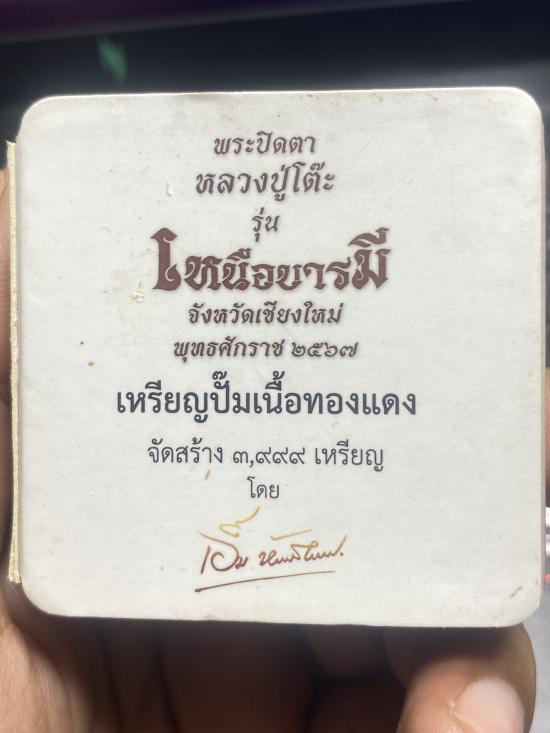 พระปิดตา
หลวงปู่โต๊ะ
รุ่น
เหนือบารมี
จังหวัดเชียงใหม่
พุทธศักราช ๒๕๖๗
เหรียญปั๊มเนื้อทองแดง
จัดสร้าง ๓,๙๙๙ เหรียญ
โดย